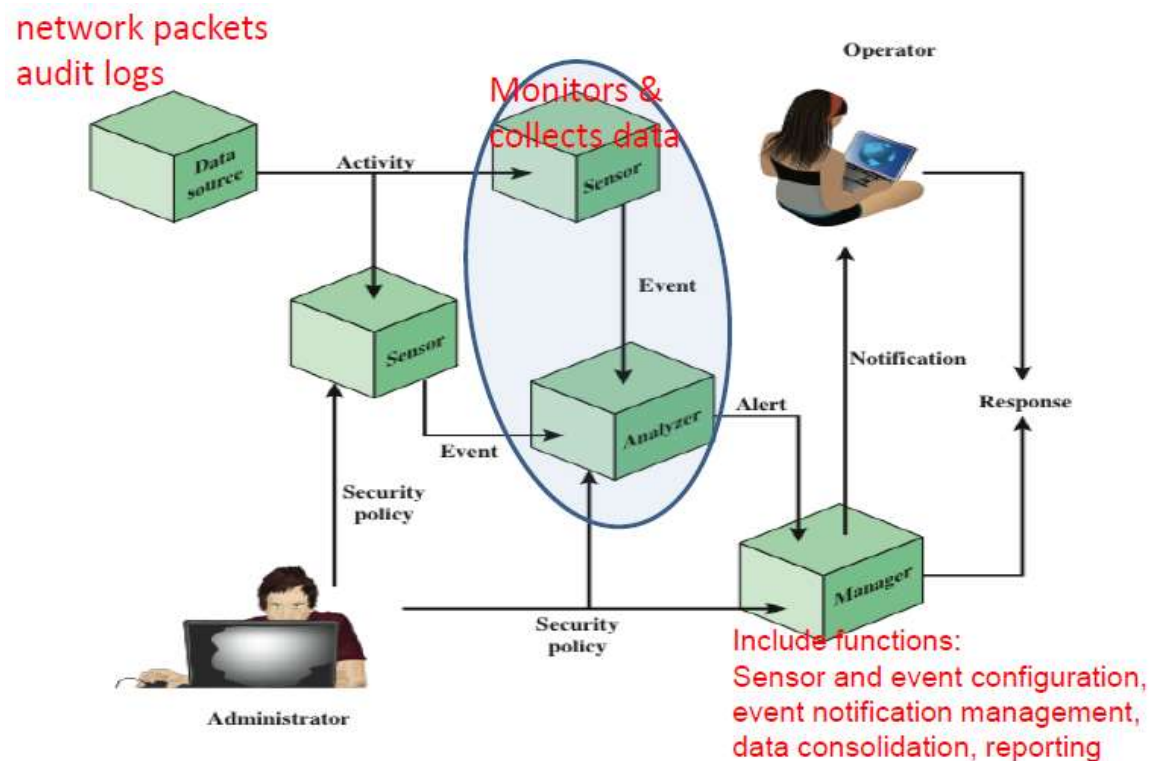 network packets
audit logs
Operator
Monitors &
collects data
Data
source
Activity
Sensor
Event
Sensor
Notification
Response
Event
Analyzer
Alert
Security
policy
Manager
Security
policy
Administrator
Include functions:
Sensor and event configuration,
event notification management,
data consolidation, reporting